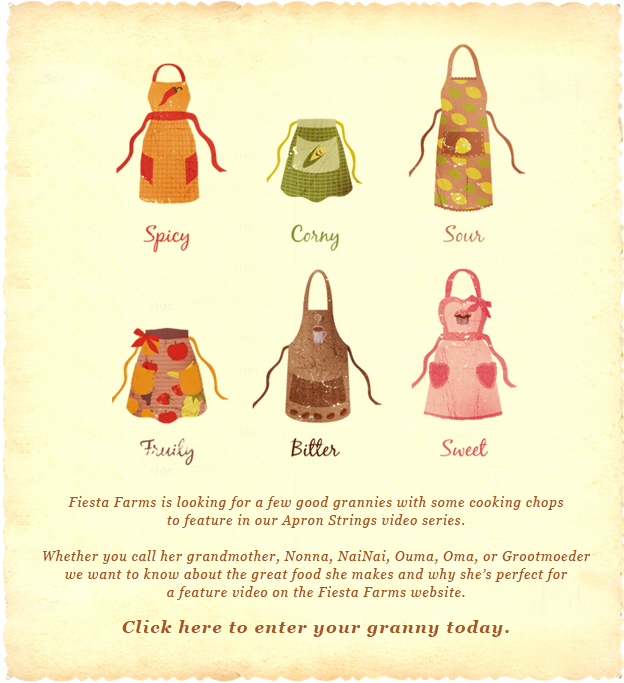 Spicy Corny Sour
Fruity Bitter Sweet
Fiesta Farms is looking for a few good grannies with some cooking chops
to feature in our Apron Strings video series.
Whether you call her grandmother, Nonna, NaiNai, Ouma, Oma, or Grootmoeder
we want to know about the great food she makes and why she's perfect for
a feature video on the Fiesta Farms website.
Click here to enter your granny today.